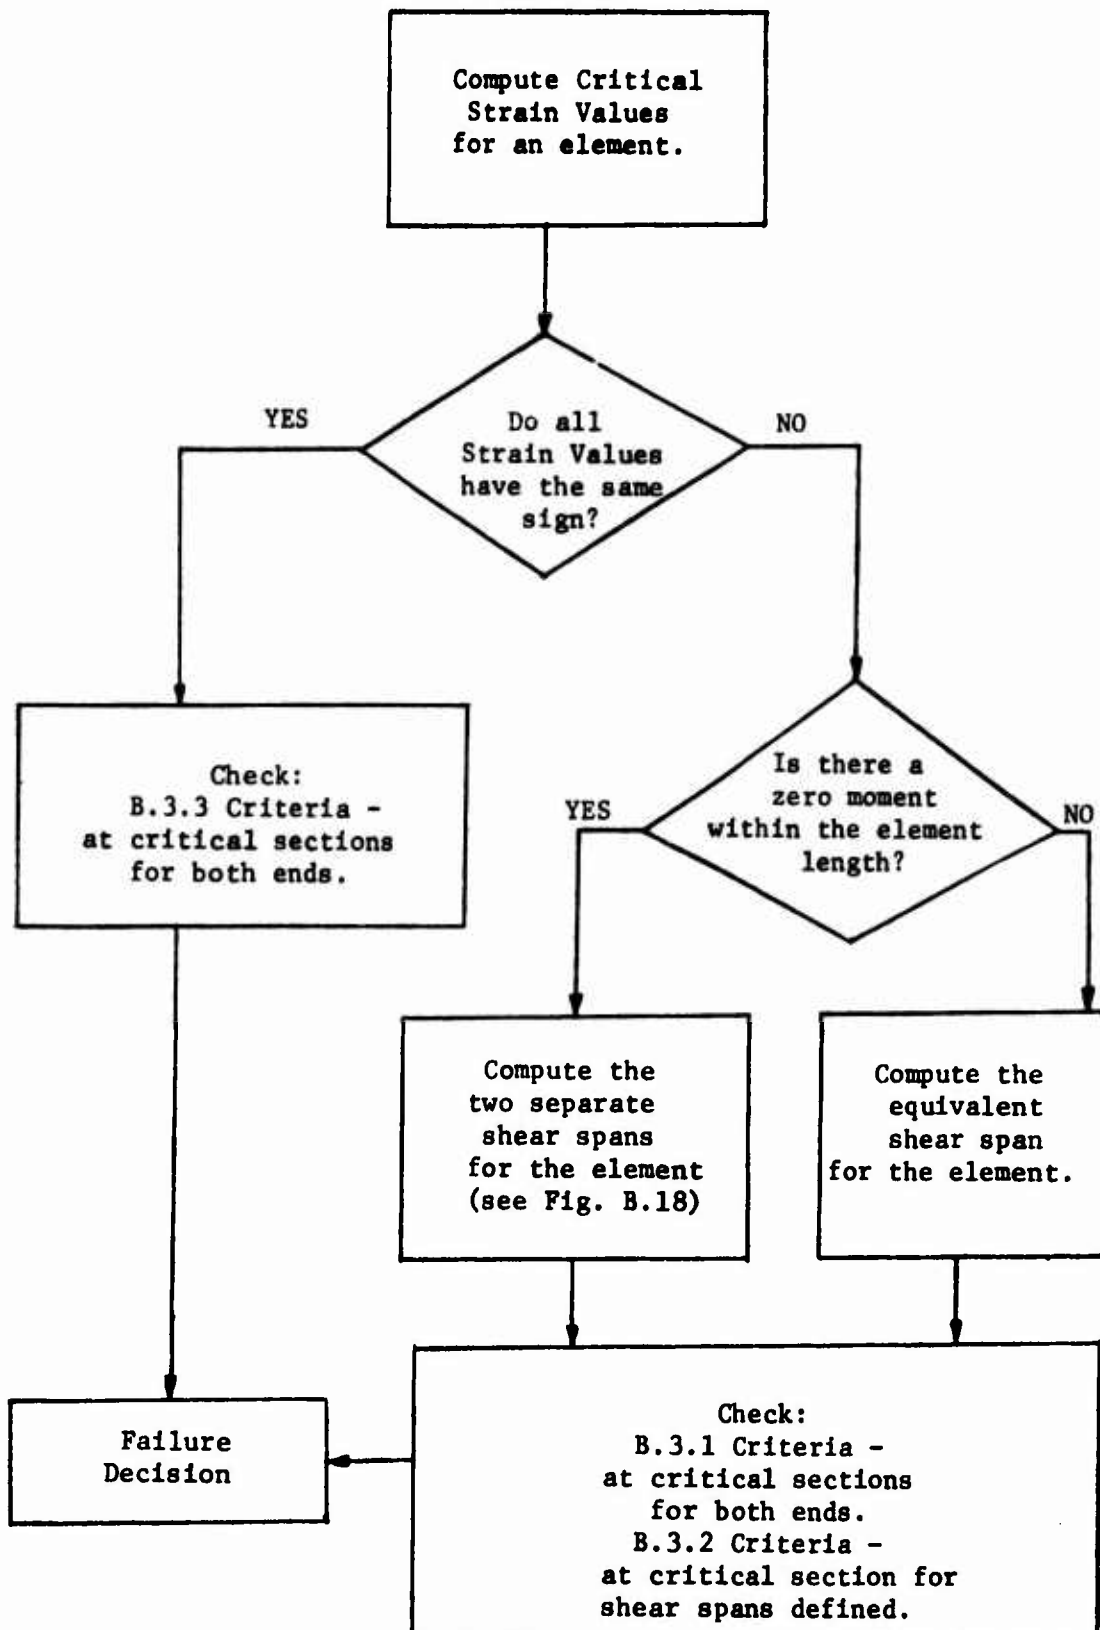 Compute Critical
Strain Values
for an element.
YES
NO
Do all
Strain Values
have the same
sign?
Check:
B.3.3 Criteria -
at critical sections
for both ends.
Is there a
zero moment
within the element
length?
YES
NO
Compute the
two separate
shear spans
for the element
(see Fig. B.18)
Compute the
equivalent
shear span
for the element.
Failure
Decision
Check:
B.3.1 Criteria -
at critical sections
for both ends.
B.3.2 Criteria -
at critical section for
shear spans defined.